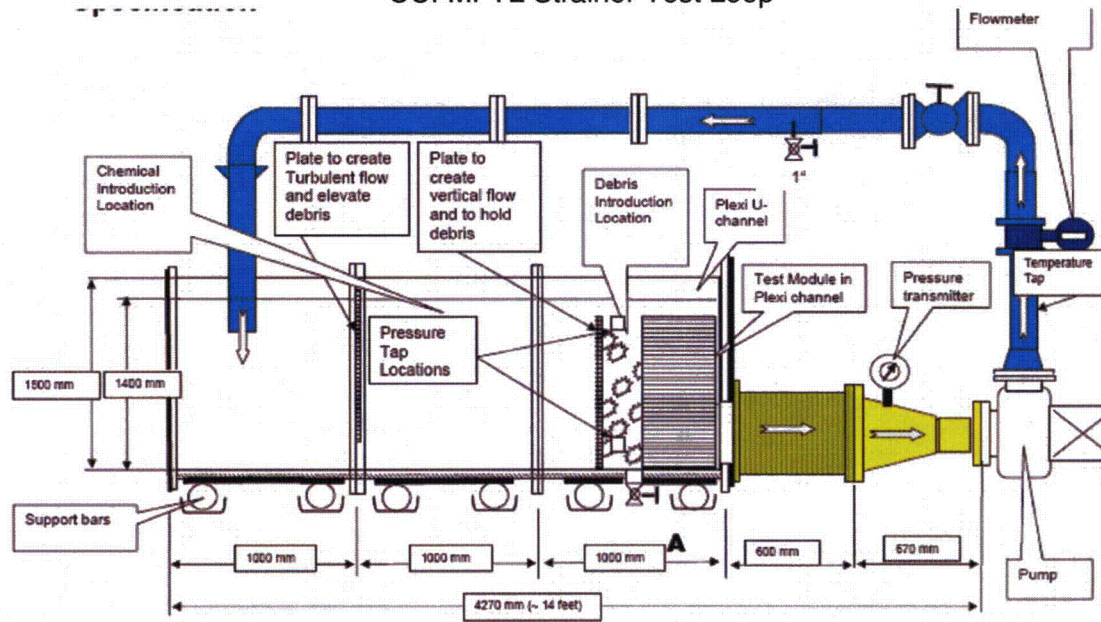 Strainer Test Loop
Flowmeter
Chemical
Introduction
Location
Plate to create
Turbulent flow
and elevate
debris
Plate to
create
vertical flow
and to hold
debris
Debris
Introduction
Location
1"
Plexi U-
channel
Test Module in
Plexi channel
Pressure
transmitter
Temperature
Tap
Pressure
Tap
Locations
1500 mm
1400 mm
Support bars
1000 mm
1000 mm
1000 mm
A
600 mm
670 mm
4270 mm (~ 14 feet)
Pump